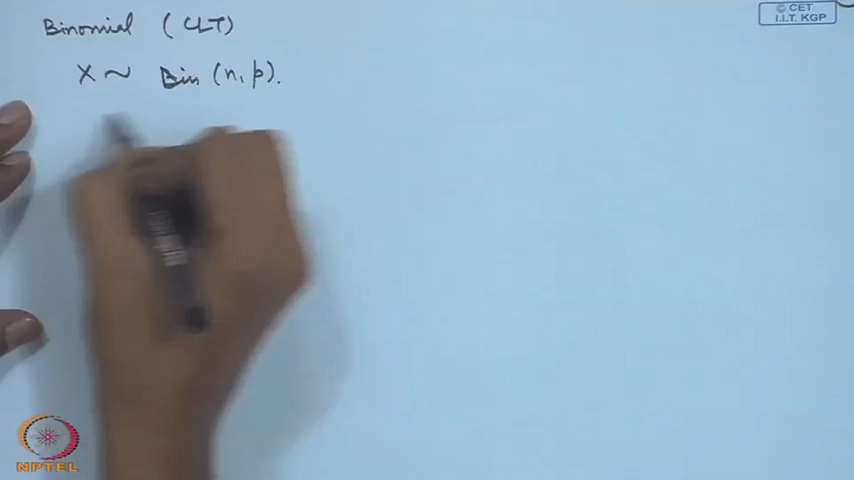 Binomial (CLT)
X ~ Bin (n, p).
© CET
I.I.T. KGP
NPTEL